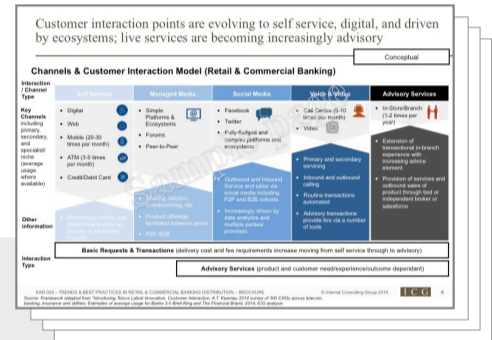 Customer interaction points are evolving to self service, digital, and driven
by ecosystems; live services are becoming increasingly advisory
Conceptual
Channels & Customer Interaction Model (Retail & Commercial Banking)
Interaction
/ Channel
Type
Self Service
Managed Media
Social Media
Voice & Video
Advisory Services
Key
Channels
including
primary,
secondary,
and
specialist/
niche
(average
usage
where
available)
• Digital
• Web
• Mobile (20-30
times per month)
• ATM (3-5 times
per month)
• Credit/Debit Card
• Simple
Platforms &
Ecosystems
• Forums
• Peer-to-Peer
• Facebook
• Twitter
• Fully-fledged and
complex platforms and
ecosystems
• Call Centre (5-10
times per month)
• Video
• In-Store/Branch
(1-2 times per
year)
Other
Information
• Product offerings
facilitated between peers
• P2P, B2B
• Outbound and Inbound
Service and sales via
social media including
P2P and B2B cohorts
• Increasingly driven by
data analytics and
multiple parties/
providers
• Primary and secondary
servicing
• Inbound and outbound
calling
• Routine transactions
automated
• Advisory transactions
provide live via a number
of tools
• Extension of
transactional in-branch
experience with
increasing advice
element
• Provision of services and
outbound sales of
product through tied or
independent broker or
salesforce
Interaction
Type
Basic Requests & Transactions (delivery cost and fee requirements increase moving from self service through to advisory)
Advisory Services (product and customer need/experience/outcome dependant)
TRENDS & BEST PRACTICES IN RETAIL & COMMERCIAL BANKING DISTRIBUTION – BROCHURE
© Internal Consulting Group 2015
ICG
6